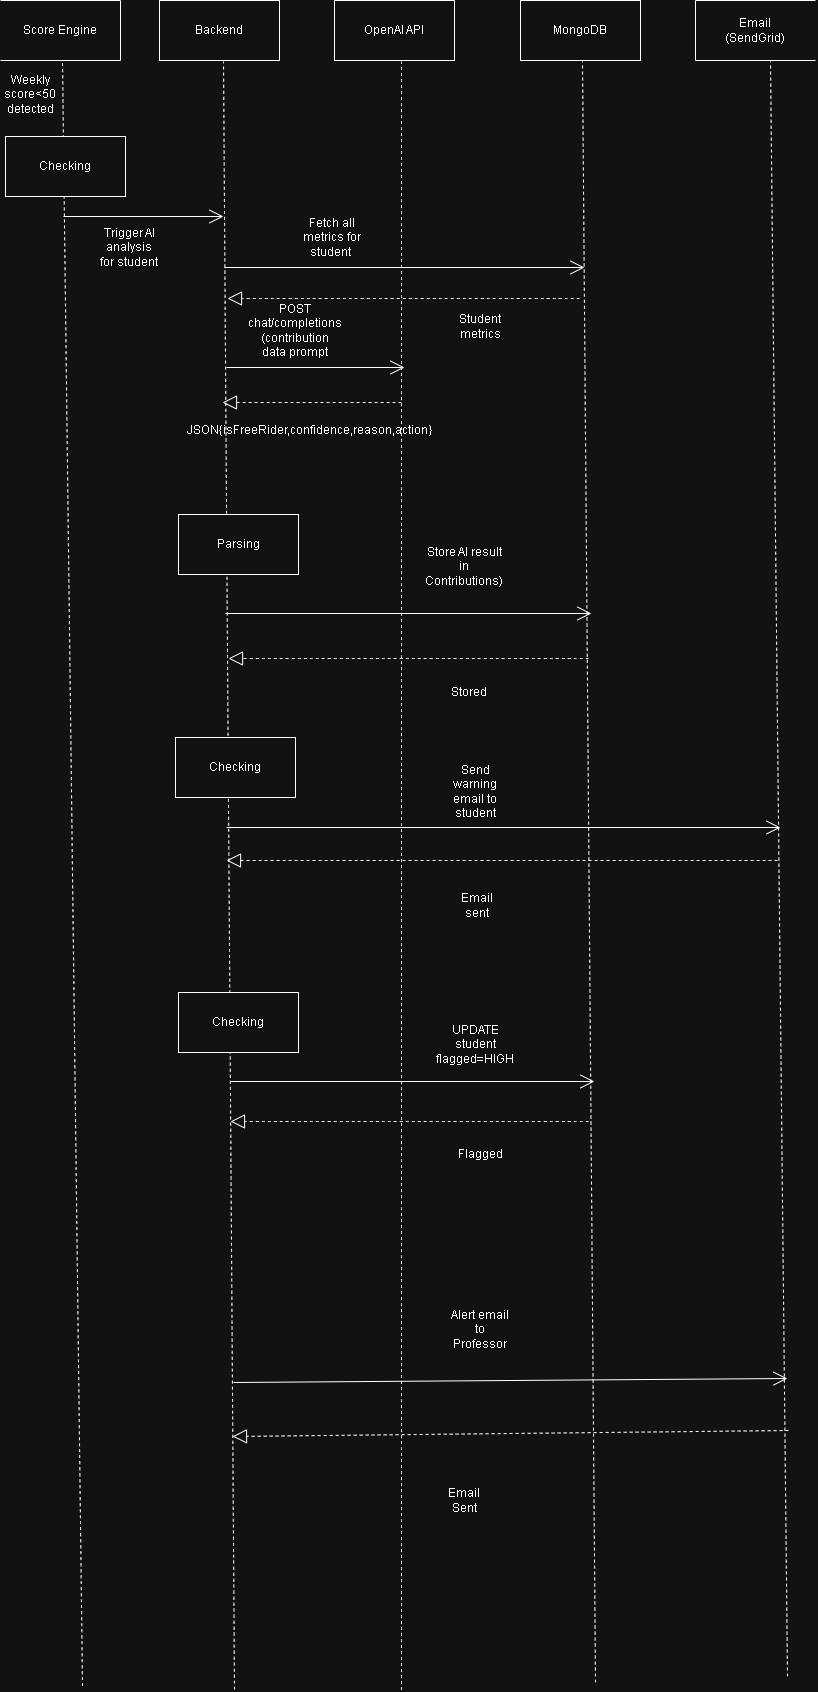 Score Engine
Backend
OpenAI API
MongoDB
Email
(SendGrid)
Weekly
score<50
detected
Checking
Trigger AI
analysis
for student
Fetch all
metrics for
student
Student
metrics
POST
chat/completions
(contribution
data prompt
JSON{isFreeRider,confidence,reason,action}
Parsing
Store AI result
in
Contributions)
Stored
Checking
Send
warning
email to
student
Email
sent
Checking
UPDATE
student
flagged=HIGH
Flagged
Alert email
to
Professor
Email
Sent